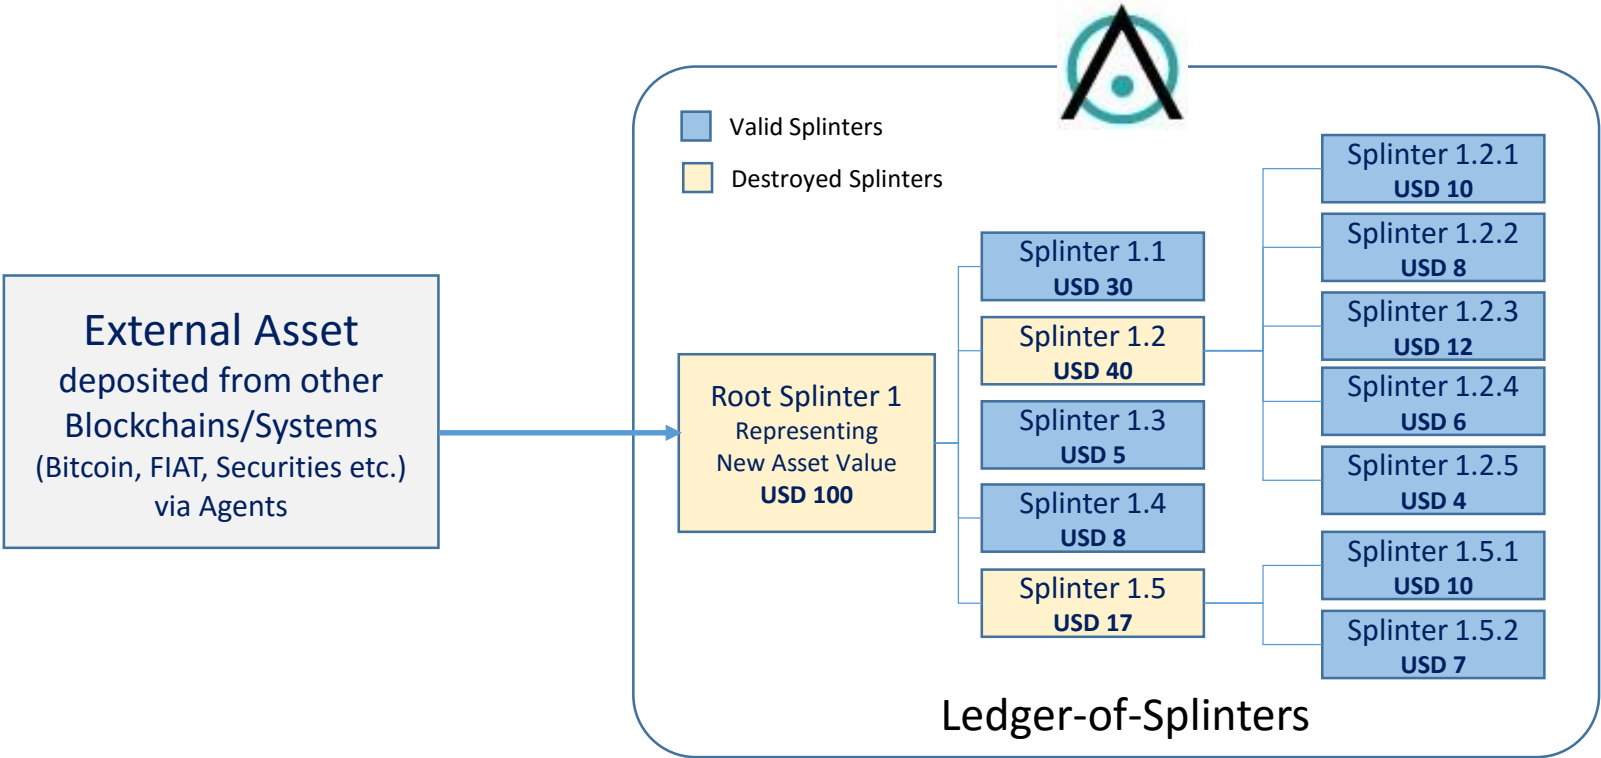 Valid Splinters
Destroyed Splinters
External Asset
deposited from other
Blockchains/Systems
(Bitcoin, FIAT, Securities etc.)
via Agents
Root Splinter 1
Representing
New Asset Value
USD 100
Splinter 1.1
USD 30
Splinter 1.2
USD 40
Splinter 1.3
USD 5
Splinter 1.4
USD 8
Splinter 1.5
USD 17
Splinter 1.2.1
USD 10
Splinter 1.2.2
USD 8
Splinter 1.2.3
USD 12
Splinter 1.2.4
USD 6
Splinter 1.2.5
USD 4
Splinter 1.5.1
USD 10
Splinter 1.5.2
USD 7
Ledger-of-Splinters